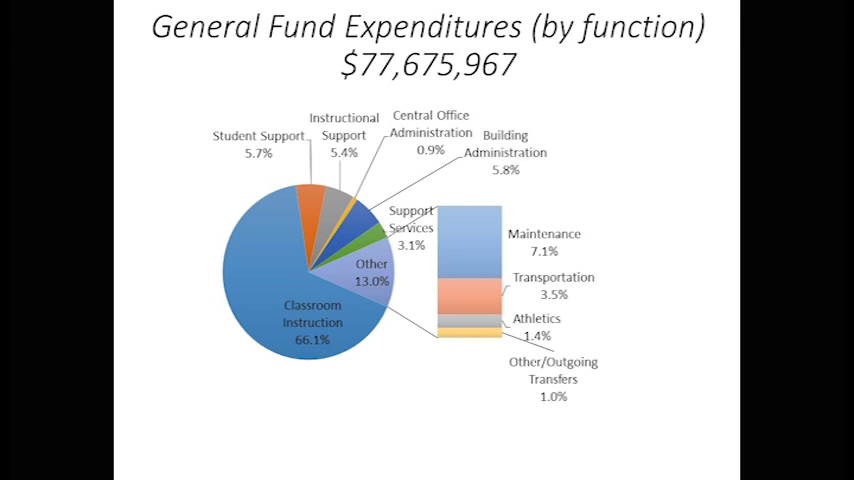 General Fund Expenditures (by function)
$77,675,967
Student Support
5.7%
Instructional
Support
5.4%
Central Office
Administration
0.9%
Building
Administration
5.8%
Support
Services
3.1%
Other
13.0%
Classroom
Instruction
66.1%
Maintenance
7.1%
Transportation
3.5%
Athletics
1.4%
Other/Outgoing
Transfers
1.0%